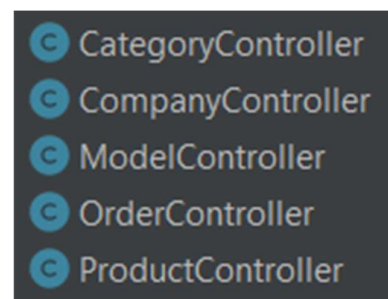 C CategoryController
C CompanyController
C ModelController
C OrderController
C ProductController